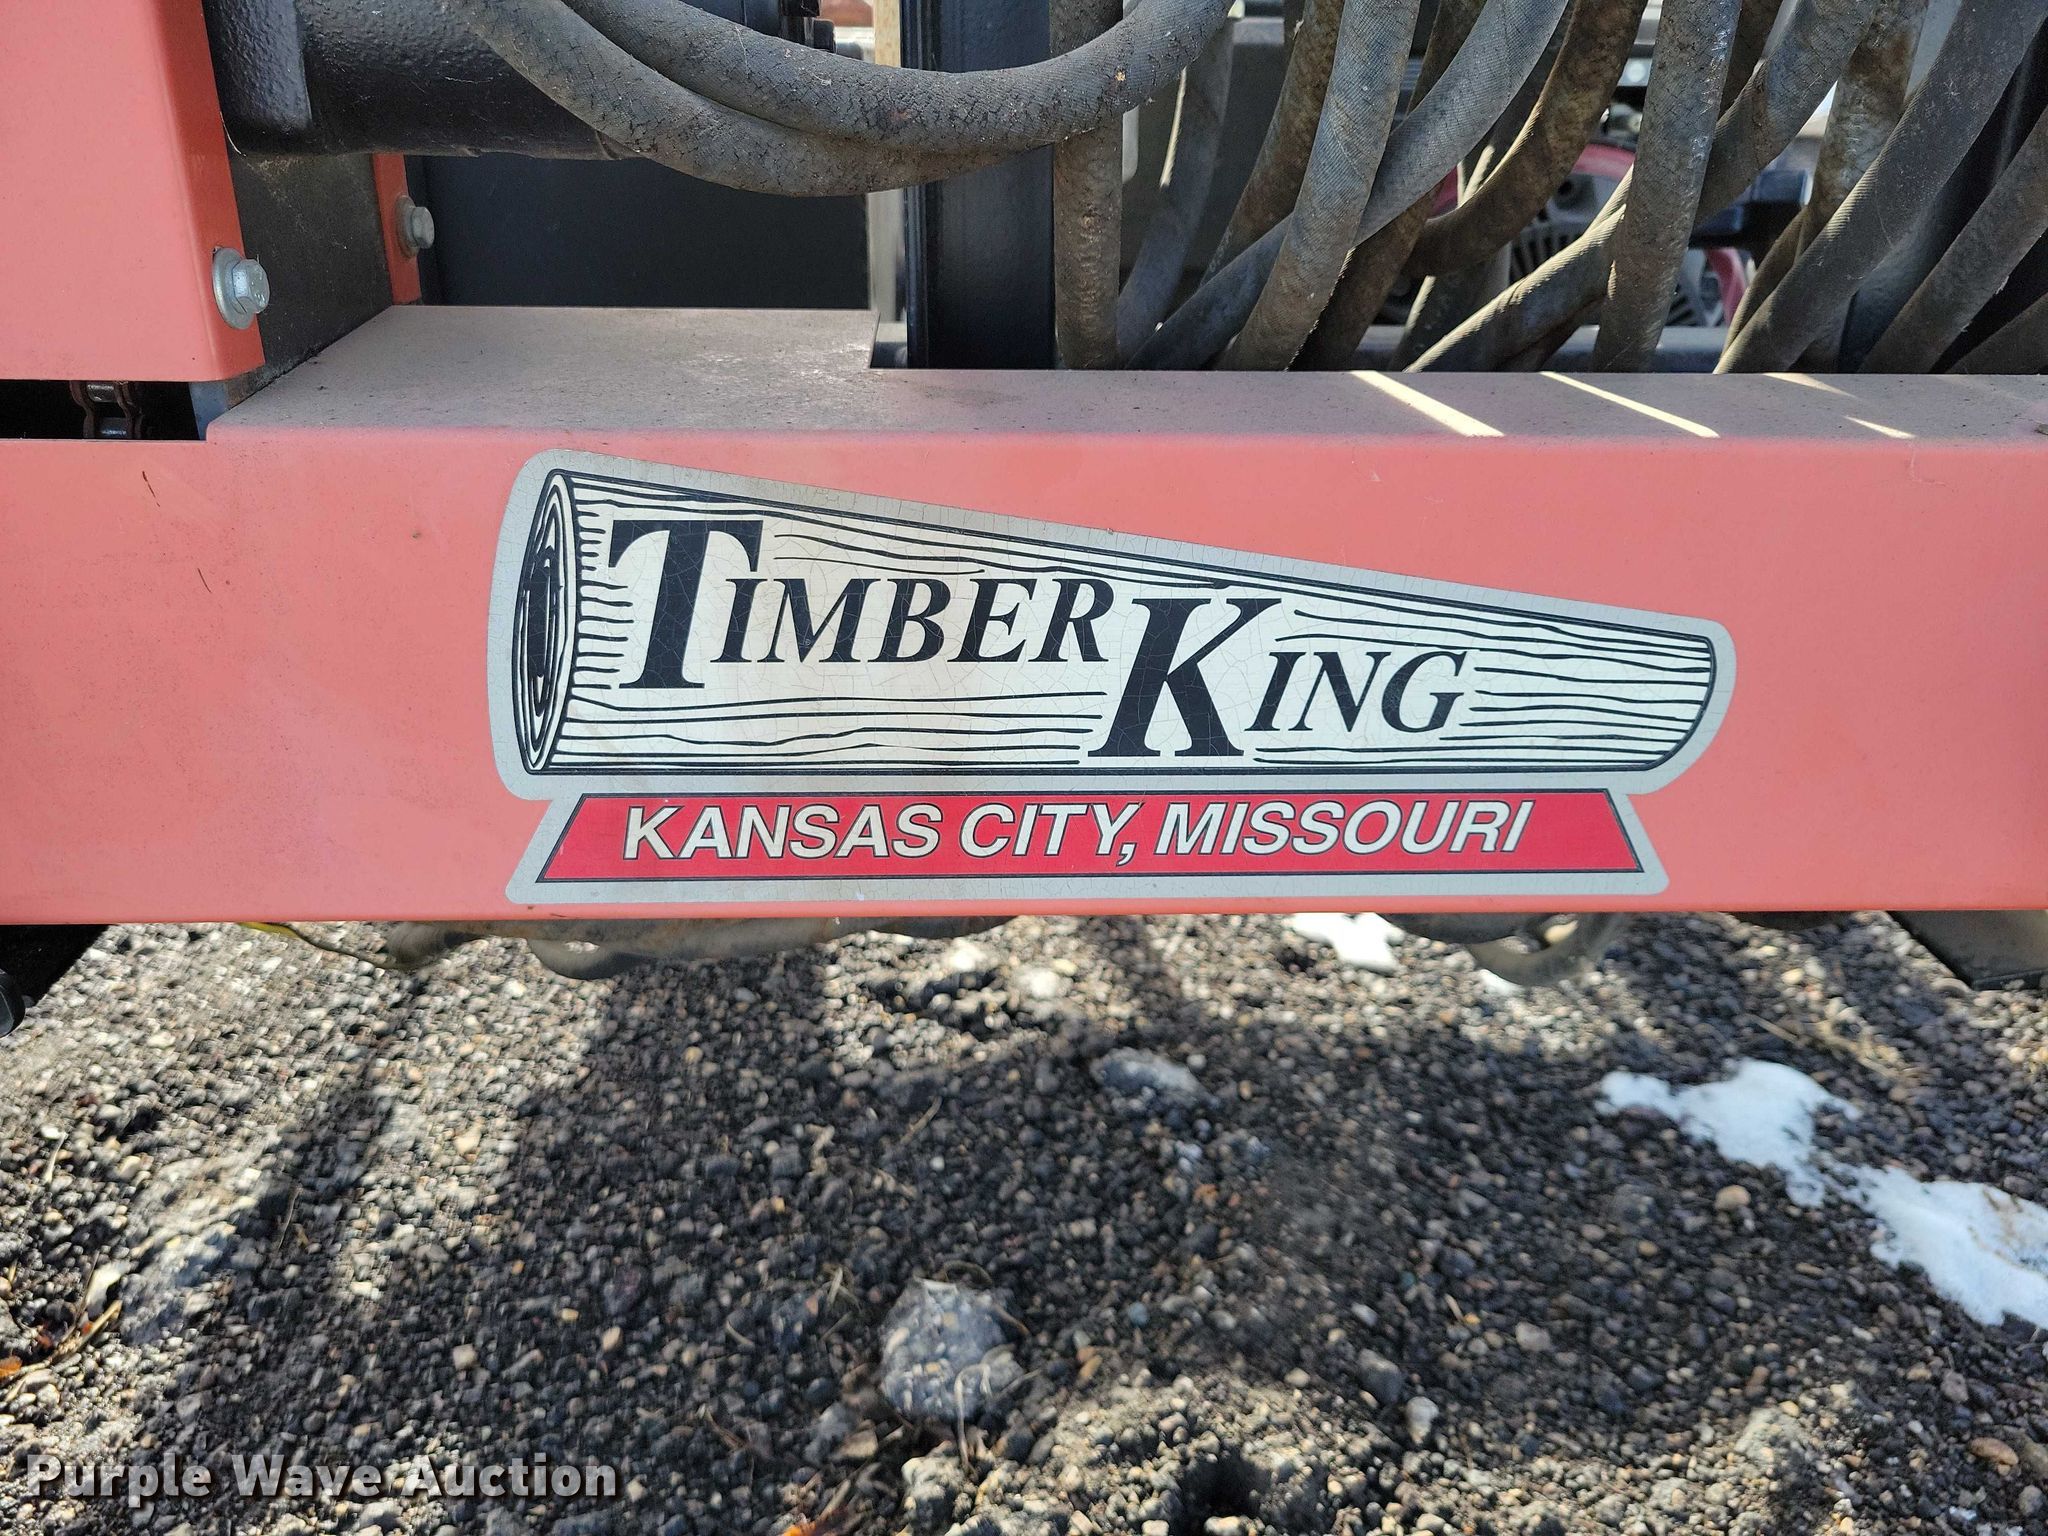 TIMBER KING
KANSAS CITY, MISSOURI
Purple Wave Auction